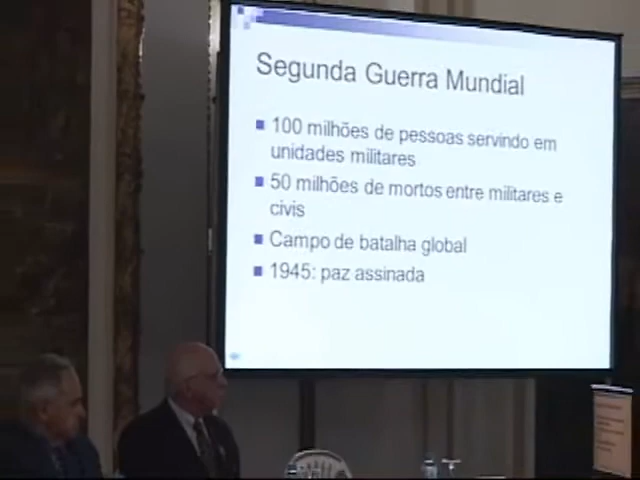 Segunda Guerra Mundial
100 milhões de pessoas servindo em
unidades militares
50 milhões de mortos entre militares e
civis
Campo de batalha global
1945: paz assinada